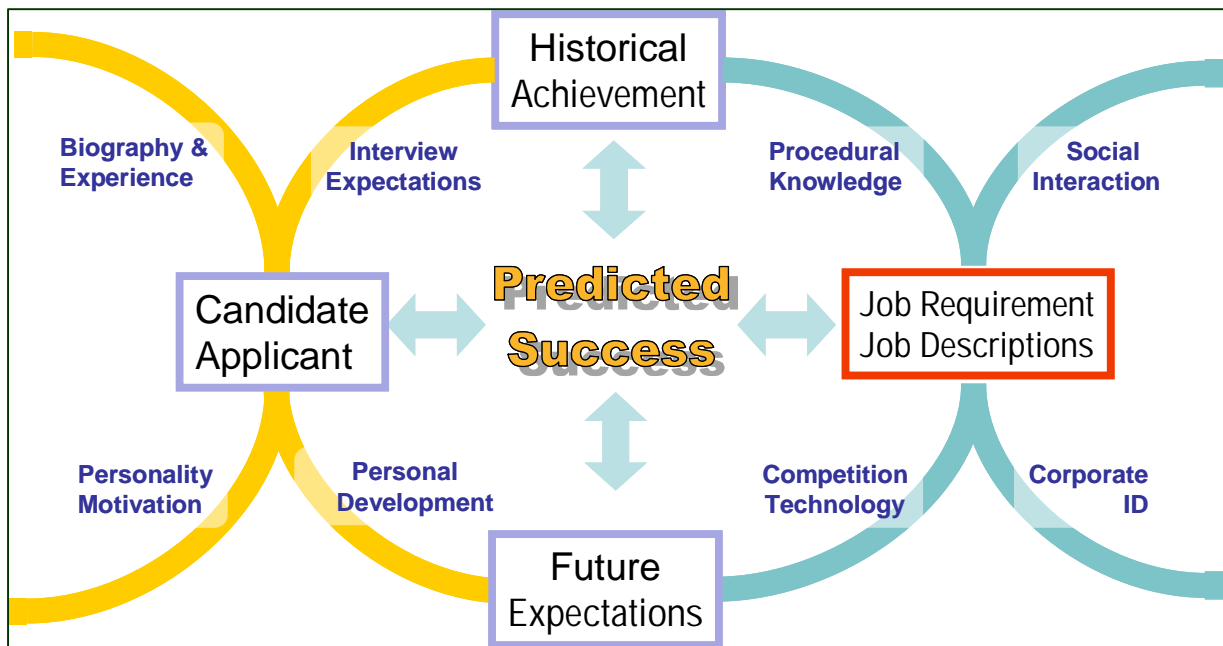 Historical
Achievement
Biography &
Experience
Interview
Expectations
Procedural
Knowledge
Social
Interaction
Candidate
Applicant
Predicted
Success
Job Requirement
Job Descriptions
Personality
Motivation
Personal
Development
Competition
Technology
Corporate
ID
Future
Expectations